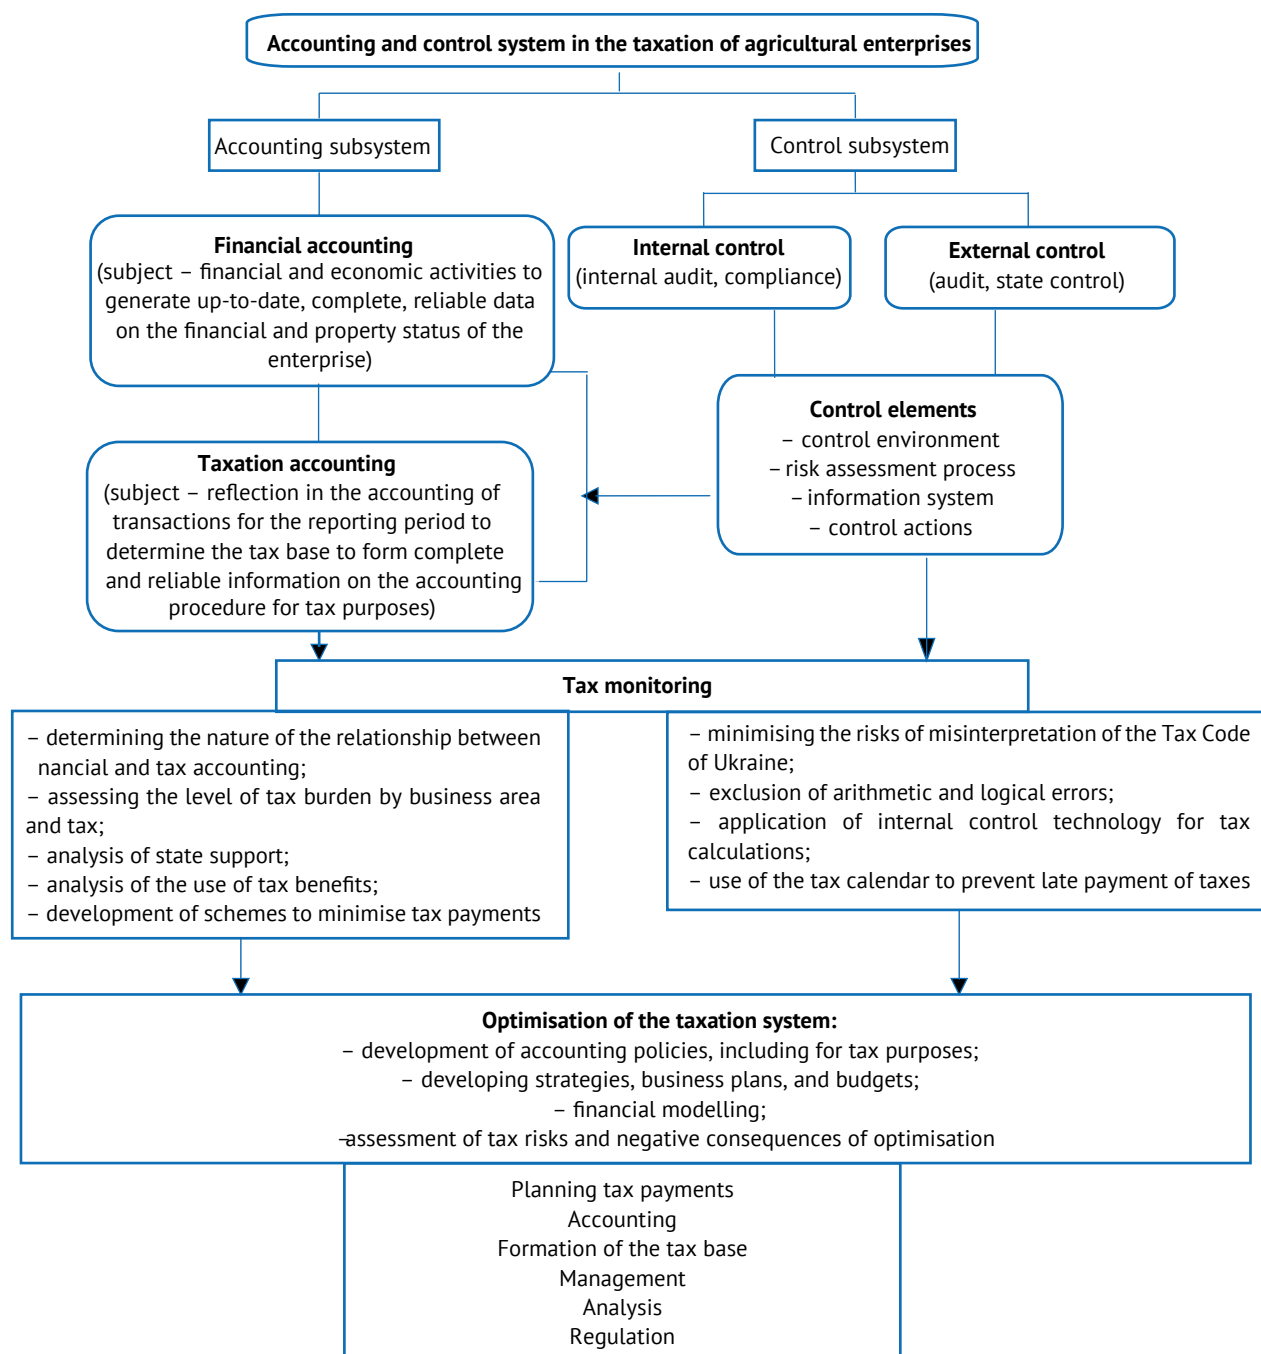 Accounting and control system in the taxation of agricultural enterprises
Accounting subsystem
Control subsystem
Financial accounting
(subject – financial and economic activities to
generate up-to-date, complete, reliable data
on the financial and property status of the
enterprise)
Internal control
(internal audit, compliance)
External control
(audit, state control)
Control elements
– control environment
– risk assessment process
– information system
– control actions
Taxation accounting
(subject – reflection in the accounting of
transactions for the reporting period to
determine the tax base to form complete
and reliable information on the accounting
procedure for tax purposes)
Tax monitoring
– determining the nature of the relationship between
nancial and tax accounting;
– assessing the level of tax burden by business area
and tax;
– analysis of state support;
– analysis of the use of tax benefits;
– development of schemes to minimise tax payments
– minimising the risks of misinterpretation of the Tax Code
of Ukraine;
– exclusion of arithmetic and logical errors;
– application of internal control technology for tax
calculations;
– use of the tax calendar to prevent late payment of taxes
Optimisation of the taxation system:
– development of accounting policies, including for tax purposes;
– developing strategies, business plans, and budgets;
– financial modelling;
–assessment of tax risks and negative consequences of optimisation
Planning tax payments
Accounting
Formation of the tax base
Management
Analysis
Regulation